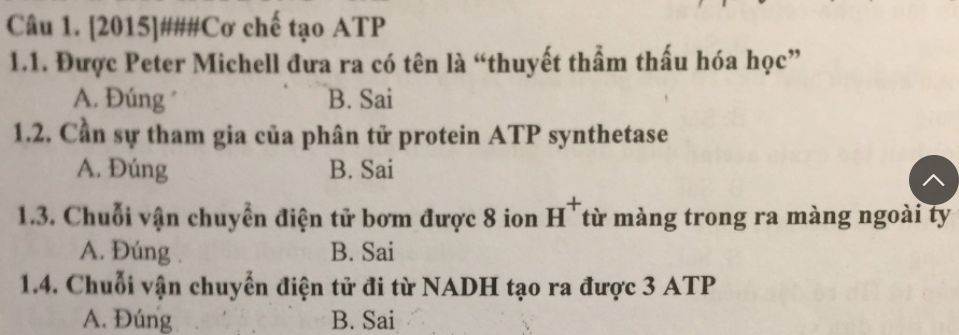 Câu 1. [2015]###Cơ chế tạo ATP
1.1. Được Peter Michell đưa ra có tên là “thuyết thẩm thấu hóa học”
A. Đúng B. Sai
1.2. Cần sự tham gia của phân tử protein ATP synthetase
A. Đúng B. Sai
1.3. Chuỗi vận chuyển điện tử bơm được 8 ion H⁺ từ màng trong ra màng ngoài ty
A. Đúng B. Sai
1.4. Chuỗi vận chuyển điện tử đi từ NADH tạo ra được 3 ATP
A. Đúng B. Sai